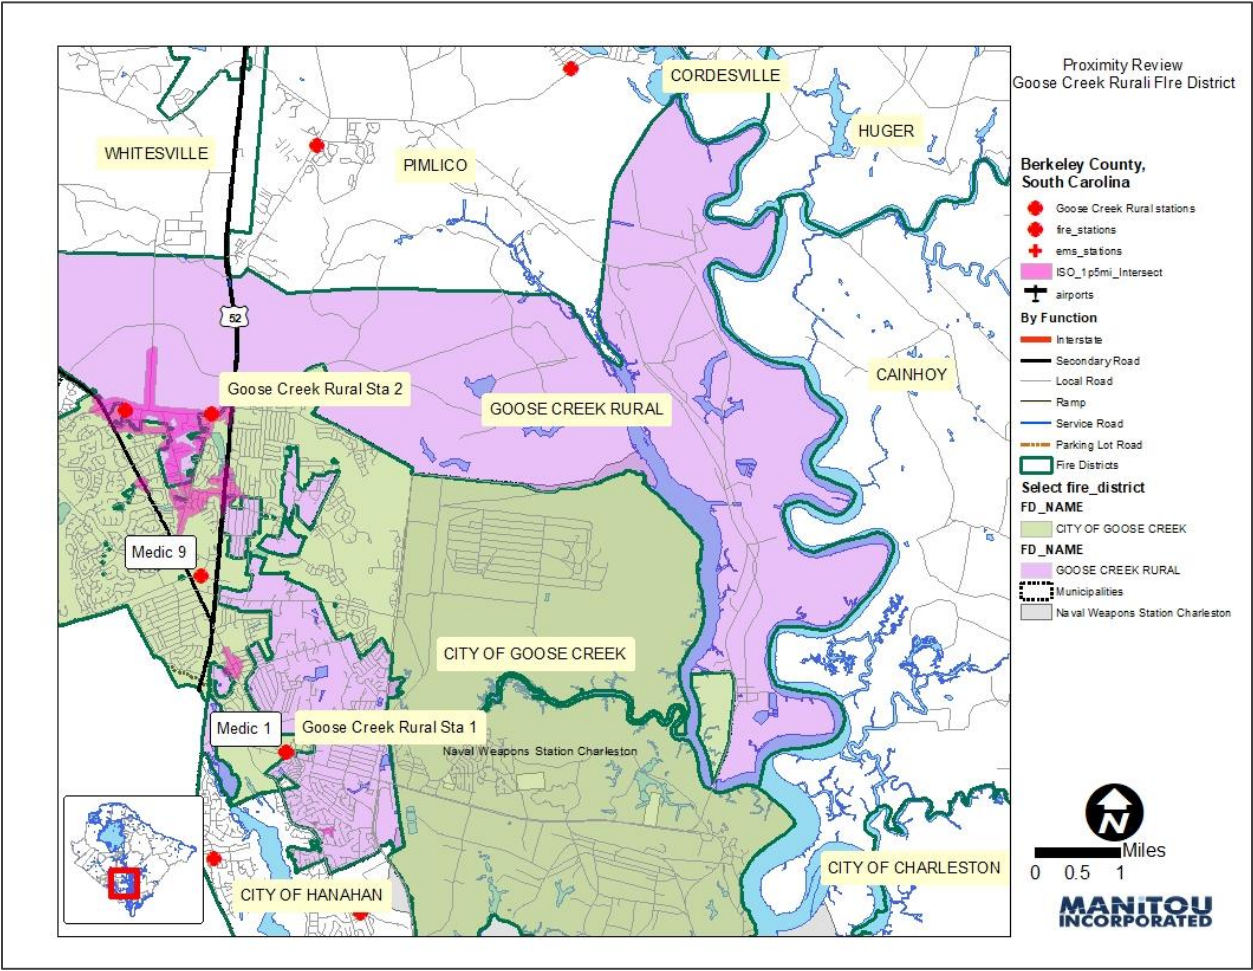 Proximity Review
Goose Creek Rurali FIre District
CORDESVILLE
HUGER
WHITESVILLE
PIMLICO
52
CAINHOY
Goose Creek Rural Sta 2
GOOSE CREEK RURAL
Medic 9
CITY OF GOOSE CREEK
Medic 1
Goose Creek Rural Sta 1
Naval Weapons Station Charleston
CITY OF CHARLESTON
CITY OF HANAHAN
Berkeley County,
South Carolina
Goose Creek Rural stations
fire_stations
ems_stations
ISO_1p5mi_Intersect
airports
By Function
Interstate
Secondary Road
Local Road
Ramp
Service Road
Parking Lot Road
Fire Districts
Select fire_district
FD_NAME
CITY OF GOOSE CREEK
FD_NAME
GOOSE CREEK RURAL
Municipalities
Naval Weapons Station Charleston
N
Miles
0 0.5 1
MANITOU
INCORPORATED